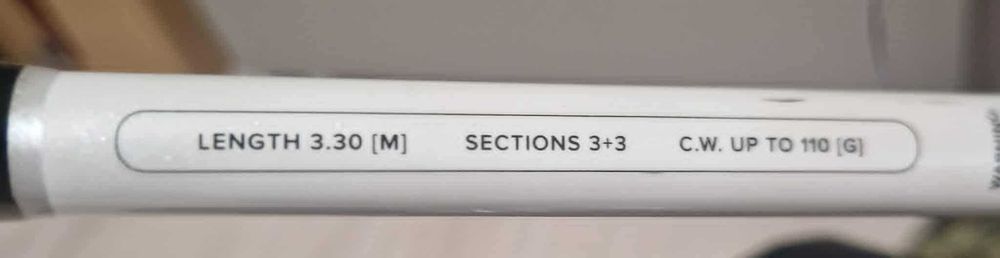 LENGTH 3.30 [M] SECTIONS 3+3 C.W. UP TO 110 [G]